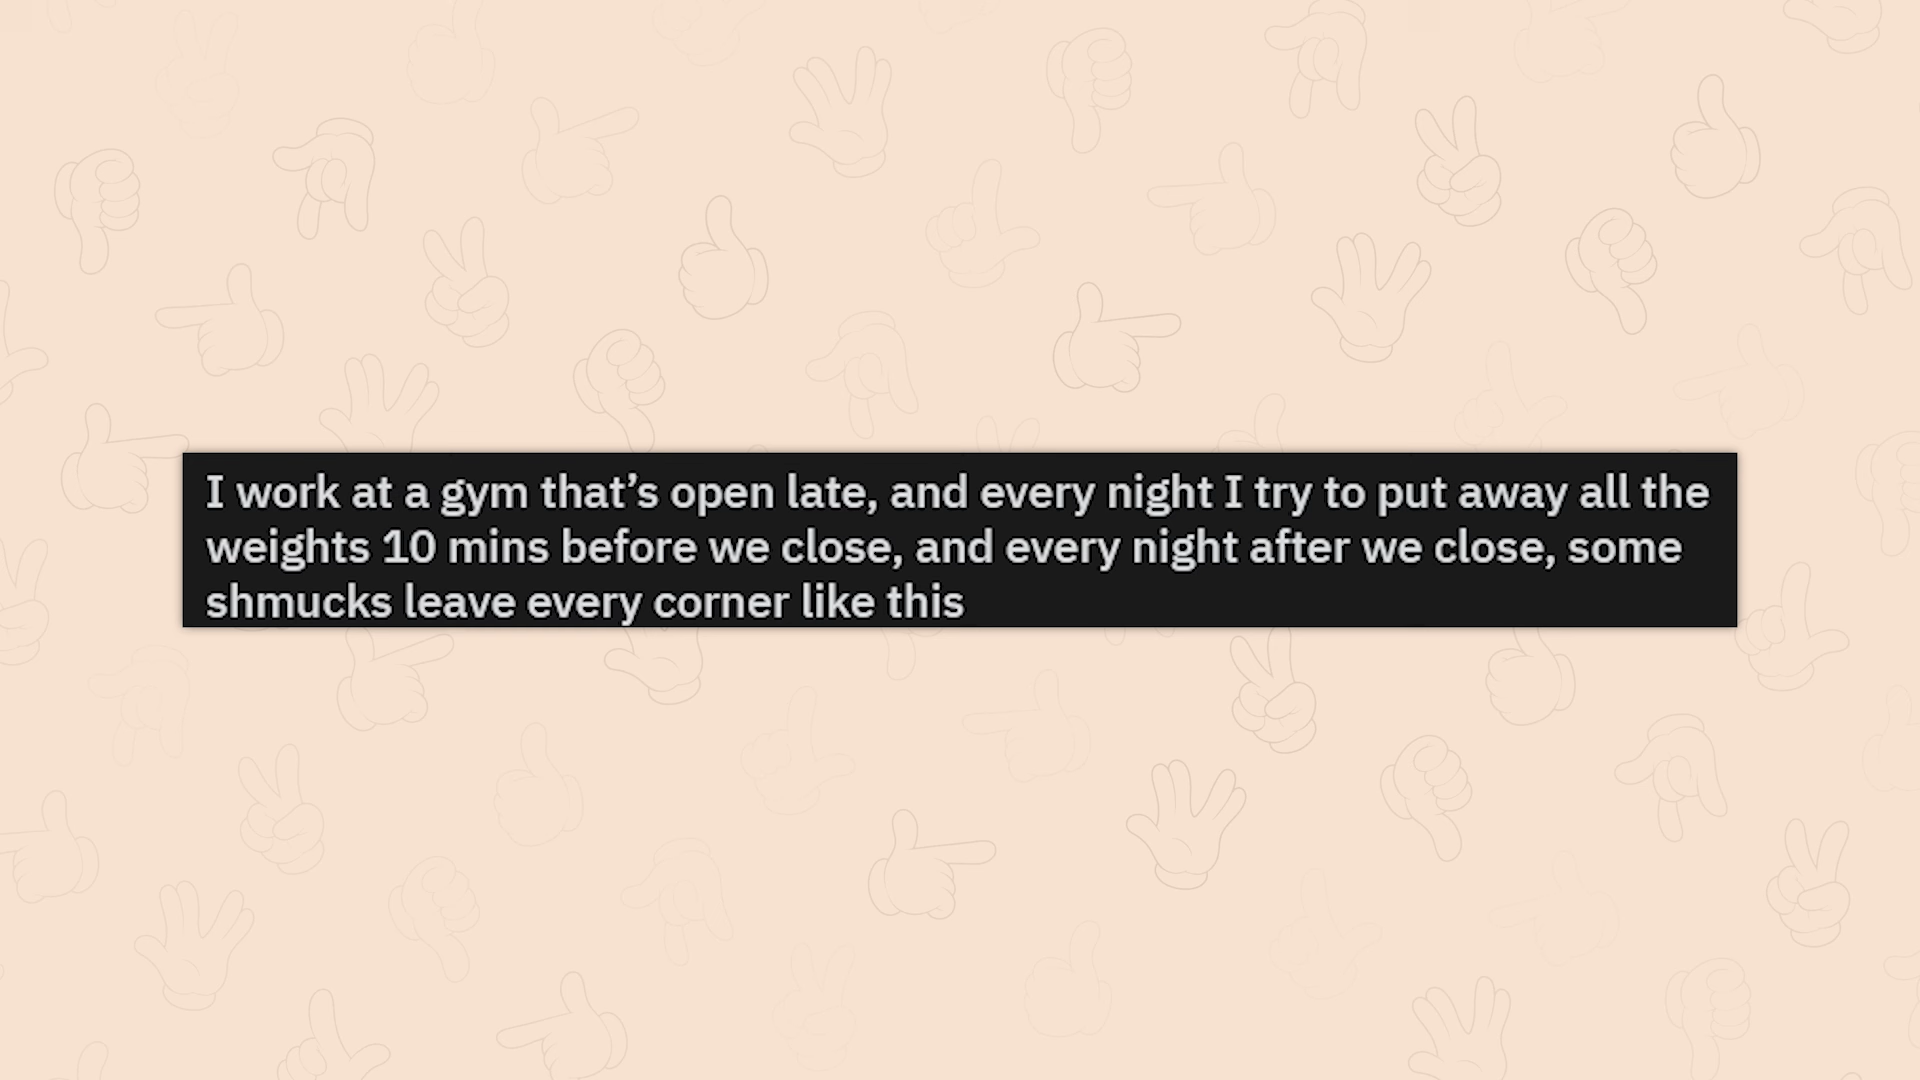 I work at a gym that’s open late, and every night I try to put away all the
weights 10 mins before we close, and every night after we close, some
shmucks leave every corner like this